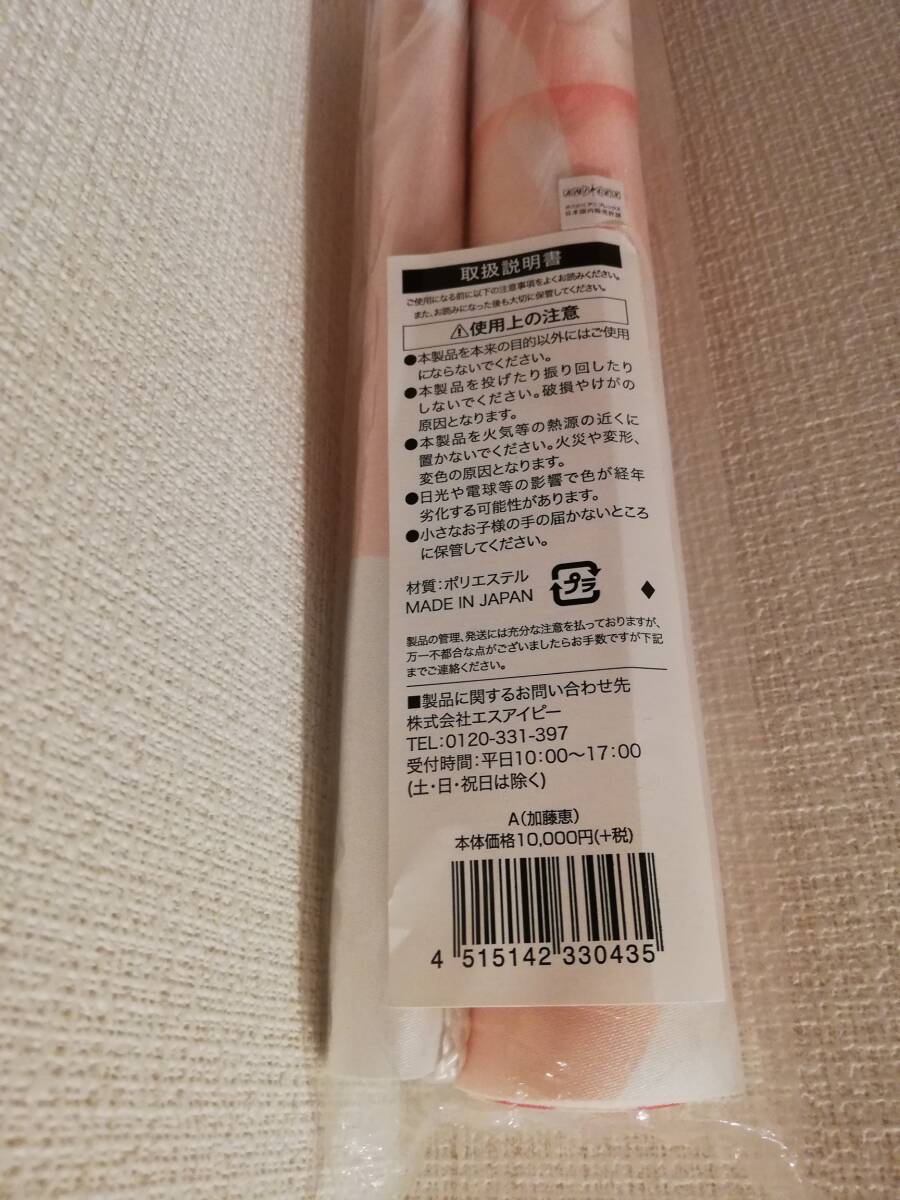 日本国内販売許諾
取扱説明書
ご使用になる前に以下の注意事項をよくお読みください。
また、お読みになった後も大切に保管してください。
⚠使用上の注意
●本製品を本来の目的以外にはご使用
にならないでください。
●本製品を投げたり振り回したり
しないでください。破損やけがの
原因となります。
●本製品を火気等の熱源の近くに
置かないでください。火災や変形、
変色の原因となります。
●日光や電球等の影響で色が経年
劣化する可能性があります。
●小さなお子様の手の届かないところ
に保管してください。
材質:ポリエステル
MADE IN JAPAN
プラ
製品の管理、発送には充分な注意を払っておりますが、
万一不都合な点がございましたらお手数ですが下記
までご連絡ください。
■製品に関するお問い合わせ先
株式会社エスアイピー
TEL:0120-331-397
受付時間:平日10:00〜17:00
(土・日・祝日は除く)
A(加藤恵)
本体価格10,000円(+税)
4 515142 330435